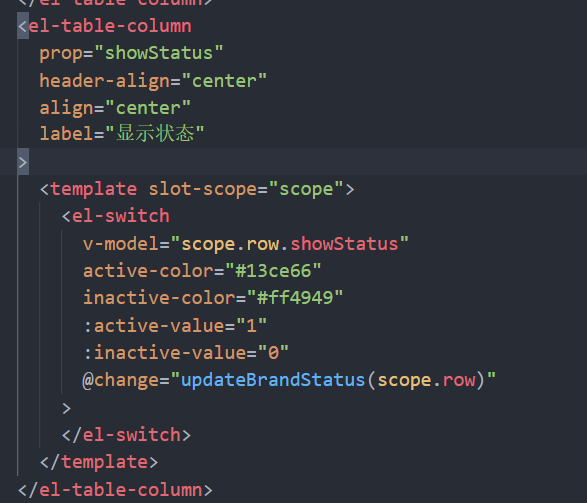 </el-table-column>
<el-table-column
prop="showStatus"
header-align="center"
align="center"
label="显示状态"
>
<template slot-scope="scope">
<el-switch
v-model="scope.row.showStatus"
active-color="#13ce66"
inactive-color="#ff4949"
:active-value="1"
:inactive-value="0"
@change="updateBrandStatus(scope.row)"
>
</el-switch>
</template>
</el-table-column>